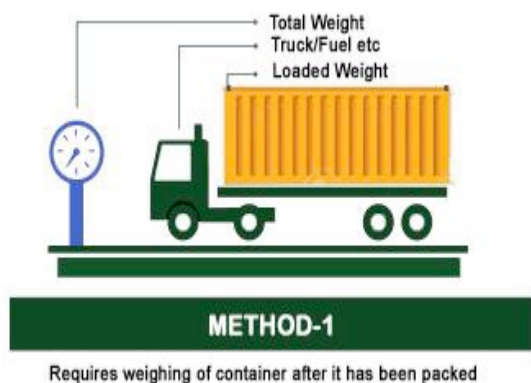 Total Weight
Truck/Fuel etc
Loaded Weight
METHOD-1
Requires weighing of container after it has been packed